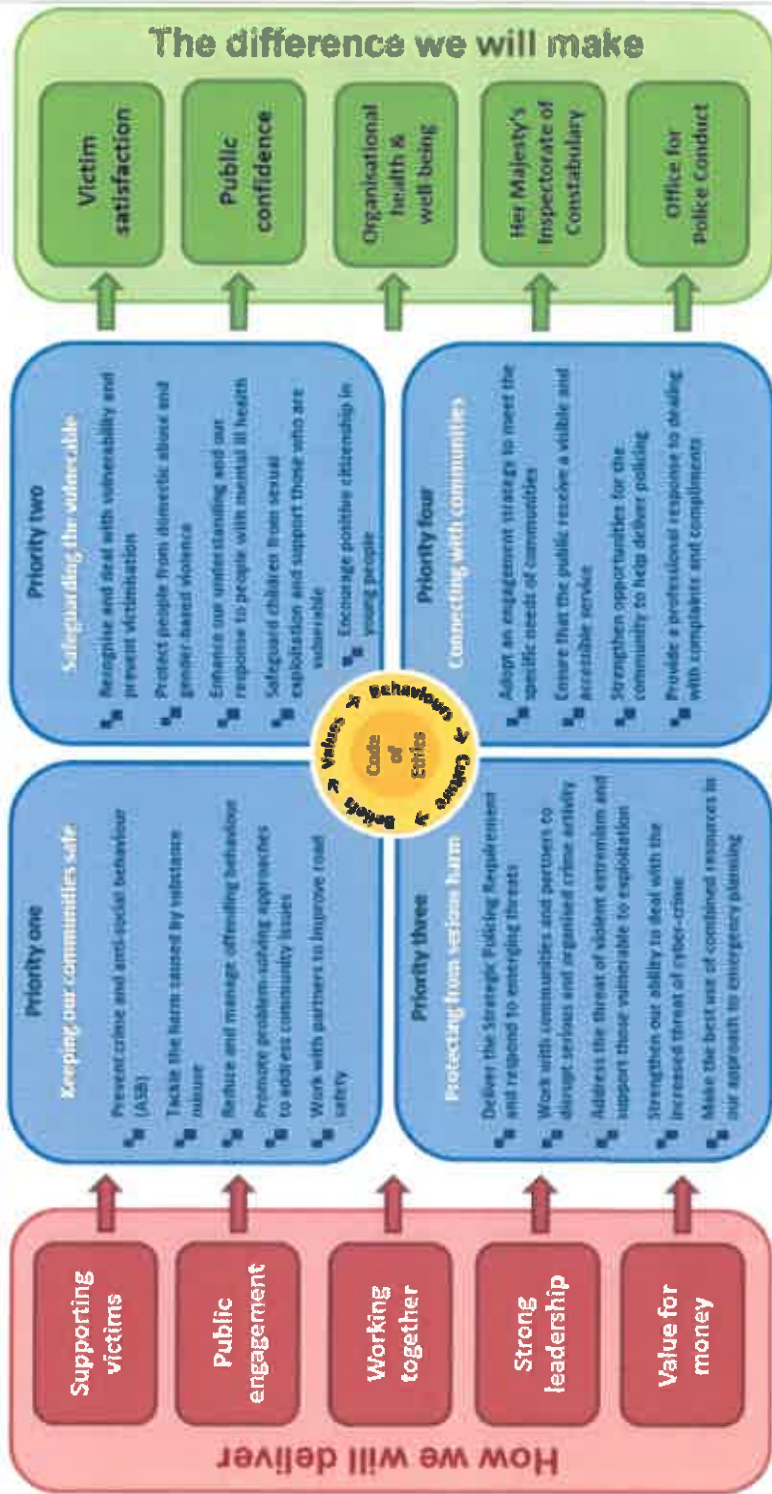 How we will deliver
Supporting
victims
Public
engagement
Working
together
Strong
leadership
Value for
money
Priority one
Keeping our communities safe
Prevent crime and anti-social behaviour
(ASB)
Tackle the harm caused by substance
misuse
Reduce and manage offending behaviour
Promote problem-solving approaches
to address community issues
Work with partners to improve road
safety
Priority two
Safeguarding the vulnerable
Recognise and deal with vulnerability and
prevent victimisation
Protect people from domestic abuse and
gender based violence
Enhance our understanding and our
response to people with mental ill health
Safeguard children from sexual
exploitation and support those who are
vulnerable
Encourage positive citizenship in
young people
Priority three
Protecting from serious harm
Deliver the Strategic Policing Requirement
and respond to emerging threats
Work with communities and partners to
disrupt serious and organised crime activity
Address the threat of violent extremism and
support those vulnerable to exploitation
Strengthen our ability to deal with the
increased threat of cyber-crime
Make the best use of combined resources in
our approach to emergency planning
Priority four
Connecting with communities
Adopt an engagement strategy to meet the
specific needs of communities
Ensure that the public receive a visible and
accessible service
Strengthen opportunities for the
community to help deliver policing
Provide a professional response to dealing
with complaints and compliments
Beliefs → Values → Behaviours → Culture →
Code
of
Ethics
The difference we will make
Victim
satisfaction
Public
confidence
Organisational
health &
well-being
Her Majesty's
Inspectorate of
Constabulary
Office for
Police Conduct